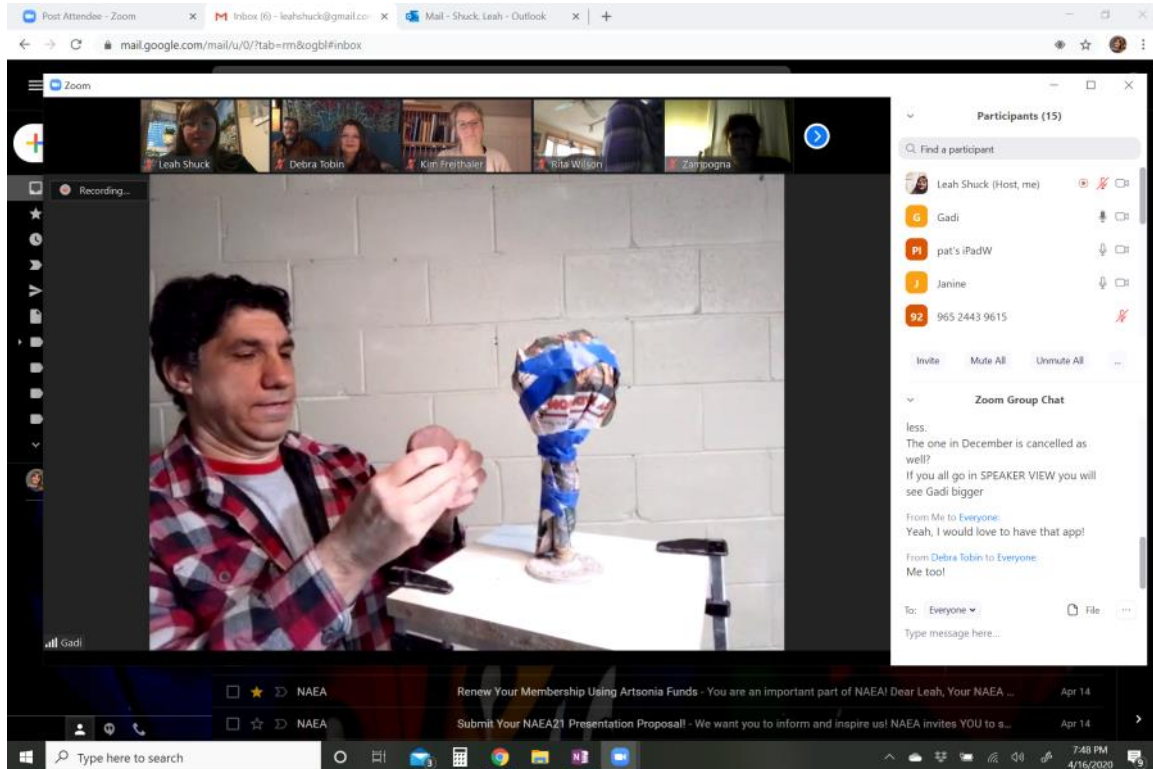 Post Attendee - Zoom
Inbox (6) - leahshuck@gmail.co
Mail - Shuck, Leah - Outlook
mail.google.com/mail/u/0/?tab=rm&ogbl#inbox
Zoom
Leah Shuck
Debra Tobin
Kim Freithaler
Rita Wilson
Zampogna
Recording...
Gadi
Participants (15)
Find a participant
Leah Shuck (Host, me)
G Gadi
PI pat's iPadW
J Janine
92 965 2443 9615
Invite Mute All Unmute All ...
Zoom Group Chat
less.
The one in December is cancelled as
well?
If you all go in SPEAKER VIEW you will
see Gadi bigger
From Me to Everyone:
Yeah, I would love to have that app!
From Debra Tobin to Everyone:
Me too!
To: Everyone File ...
Type message here...
NAEA Renew Your Membership Using Artsonia Funds - You are an important part of NAEA! Dear Leah, Your NAEA ... Apr 14
NAEA Submit Your NAEA21 Presentation Proposal! - We want you to inform and inspire us! NAEA invites YOU to s... Apr 14
Type here to search
7:48 PM
4/16/2020